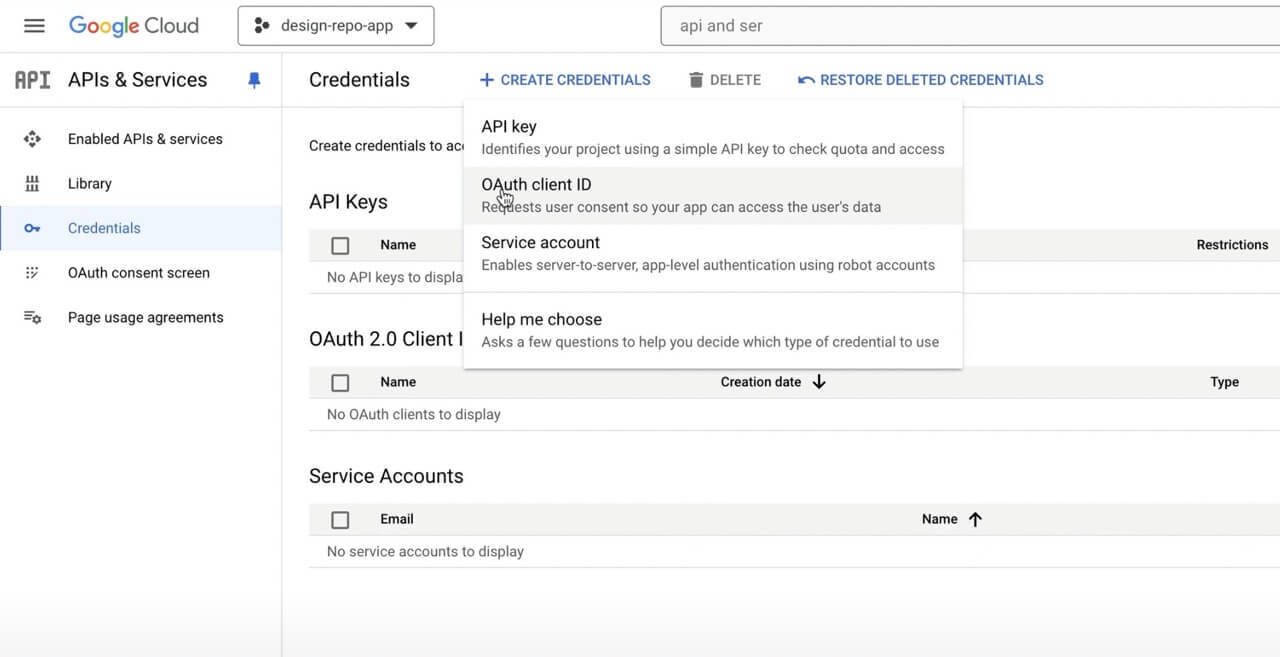 Google Cloud
design-repo-app
api and ser
API APIs & Services
Credentials
+ CREATE CREDENTIALS
DELETE
RESTORE DELETED CREDENTIALS
Enabled APIs & services
Library
Credentials
OAuth consent screen
Page usage agreements
Create credentials to ac
API key
Identifies your project using a simple API key to check quota and access
OAuth client ID
Requests user consent so your app can access the user's data
Service account
Enables server-to-server, app-level authentication using robot accounts
Help me choose
Asks a few questions to help you decide which type of credential to use
API Keys
Name
Restrictions
No API keys to displa
OAuth 2.0 Client I
Name
Creation date
Type
No OAuth clients to display
Service Accounts
Email
Name
No service accounts to display